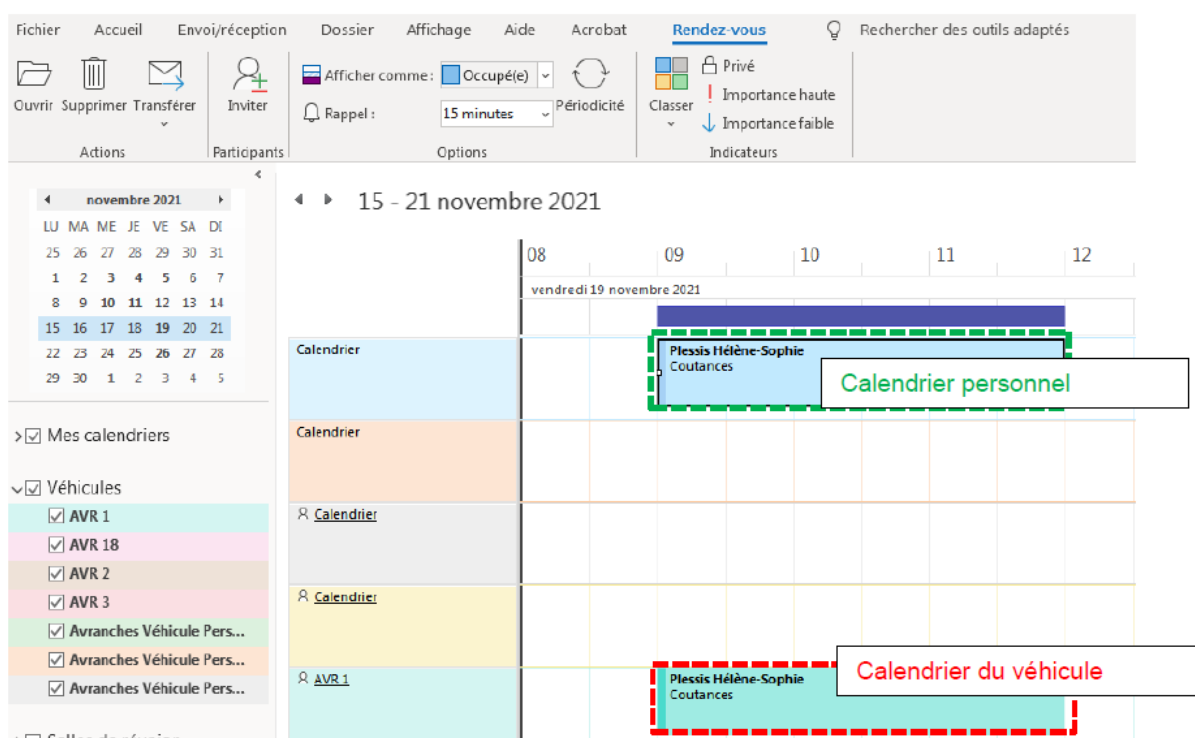 Fichier Accueil Envoi/réception Dossier Affichage Aide Acrobat Rendez-vous Rechercher des outils adaptés
Ouvrir Supprimer Transférer
Actions
Inviter
Participants
Afficher comme : Occupé(e)
Rappel : 15 minutes
Périodicité
Options
Classer
Privé
Importance haute
Importance faible
Indicateurs
novembre 2021
LU MA ME JE VE SA DI
25 26 27 28 29 30 31
1 2 3 4 5 6 7
8 9 10 11 12 13 14
15 16 17 18 19 20 21
22 23 24 25 26 27 28
29 30 1 2 3 4 5
Mes calendriers
Véhicules
AVR 1
AVR 18
AVR 2
AVR 3
Avranches Véhicule Pers...
Avranches Véhicule Pers...
Avranches Véhicule Pers...
15 - 21 novembre 2021
08 09 10 11 12
vendredi 19 novembre 2021
Calendrier
Plessis Hélène-Sophie
Coutances
Calendrier personnel
Calendrier
Calendrier
Calendrier
AVR 1
Plessis Hélène-Sophie
Coutances
Calendrier du véhicule